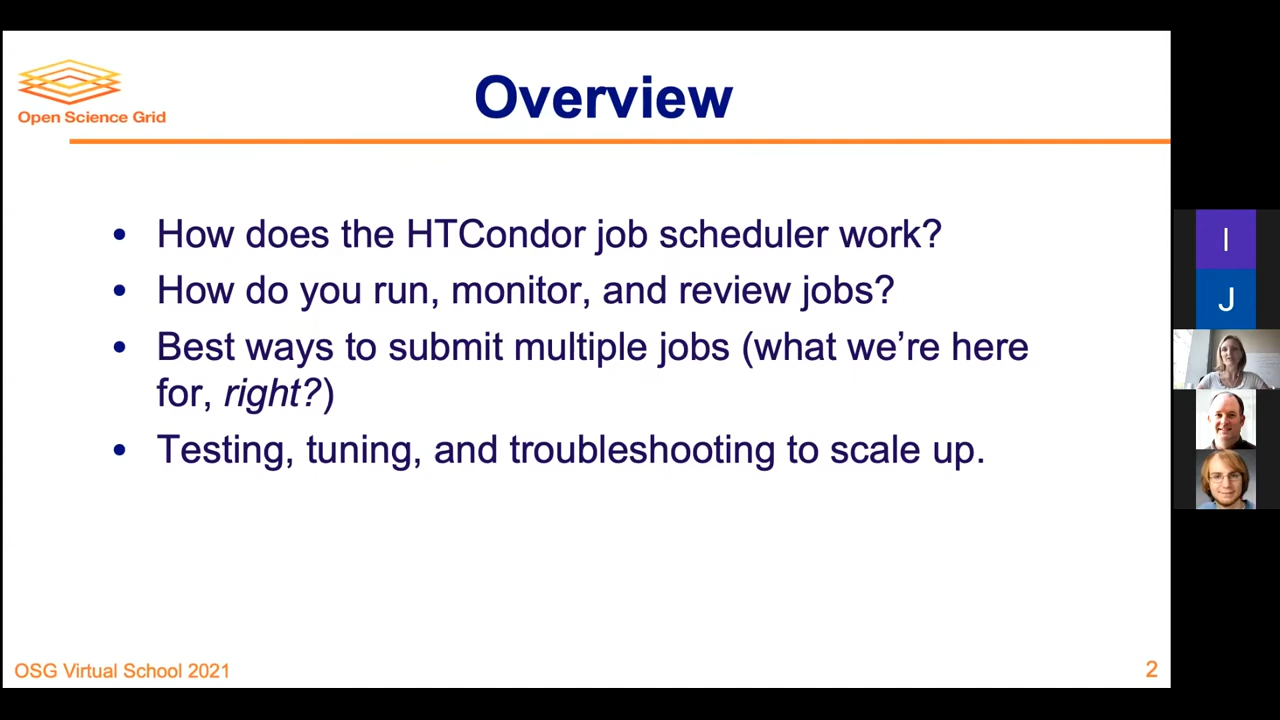 Open Science Grid
Overview
• How does the HTCondor job scheduler work?
• How do you run, monitor, and review jobs?
• Best ways to submit multiple jobs (what we’re here
for, right?)
• Testing, tuning, and troubleshooting to scale up.
OSG Virtual School 2021
2
I
J